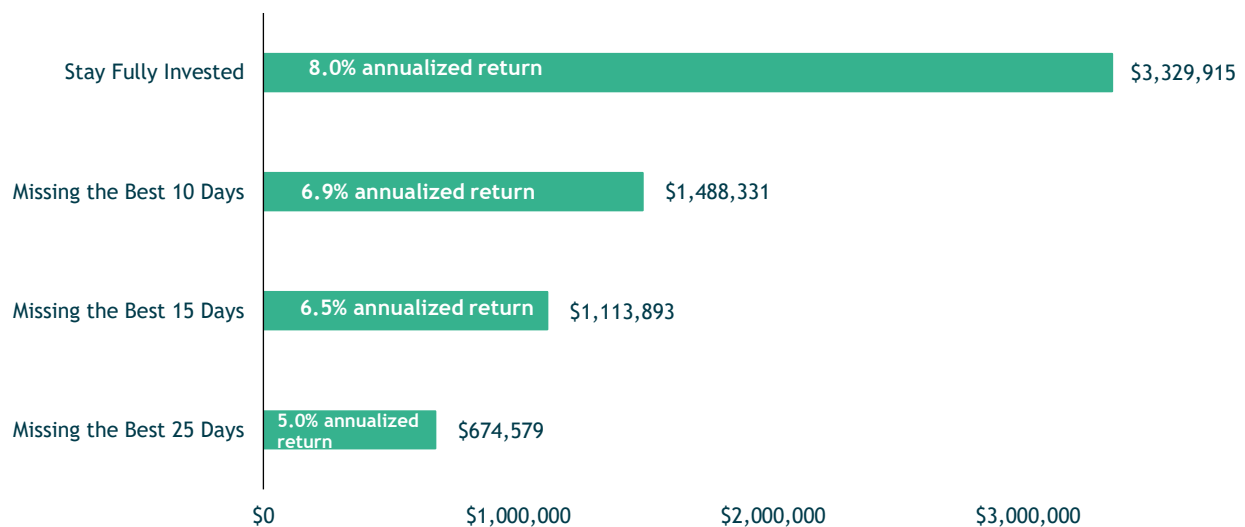 Stay Fully Invested
8.0% annualized return
$3,329,915
Missing the Best 10 Days
6.9% annualized return
$1,488,331
Missing the Best 15 Days
6.5% annualized return
$1,113,893
Missing the Best 25 Days
5.0% annualized
return
$674,579
$0
$1,000,000
$2,000,000
$3,000,000